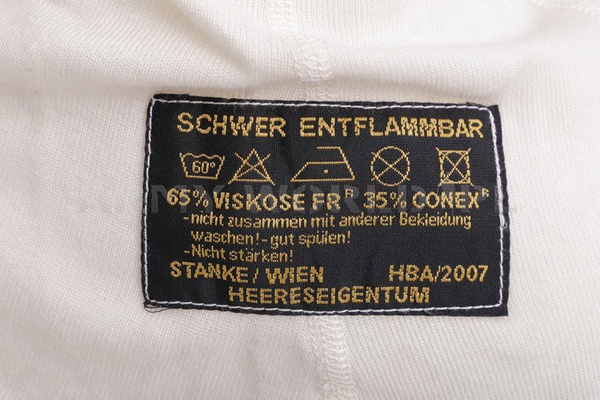 SCHWER ENTFLAMMBAR
60°
65% VISKOSE FR® 35% CONEX®
-nicht zusammen mit anderer Bekleidung
waschen!-gut spülen!
-Nicht stärken!
STANKE/WIEN HBA/2007
HEERESEIGENTUM